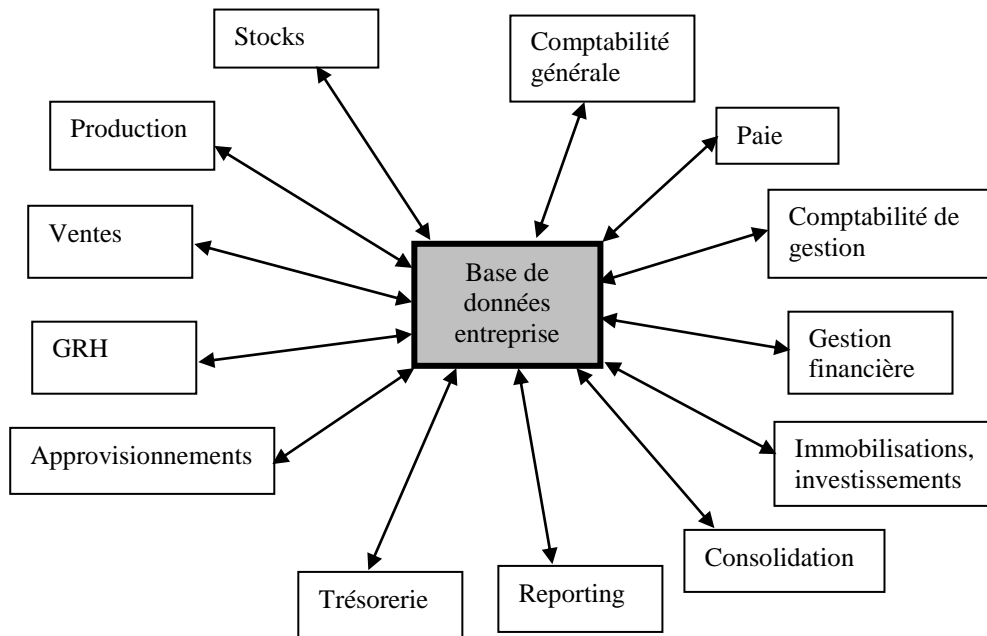 Stocks
Comptabilité
générale
Production
Paie
Ventes
Comptabilité de
gestion
Base de
données
entreprise
GRH
Gestion
financière
Approvisionnements
Immobilisations,
investissements
Consolidation
Trésorerie
Reporting